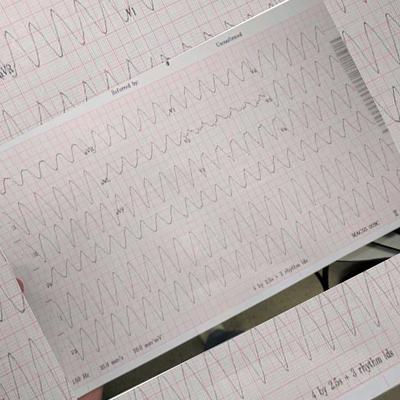 aVR
V1
Referred by:
Unconfirmed
aVR
V1
V4
aVL
V2
V5
aVF
V3
V6
II
V5
100 Hz 25.0 mm/s 10.0 mm/mV
4 by 2.5s + 3 rhythm lds
MAC55 009C
4 by 2.5s + 3 rhythm lds